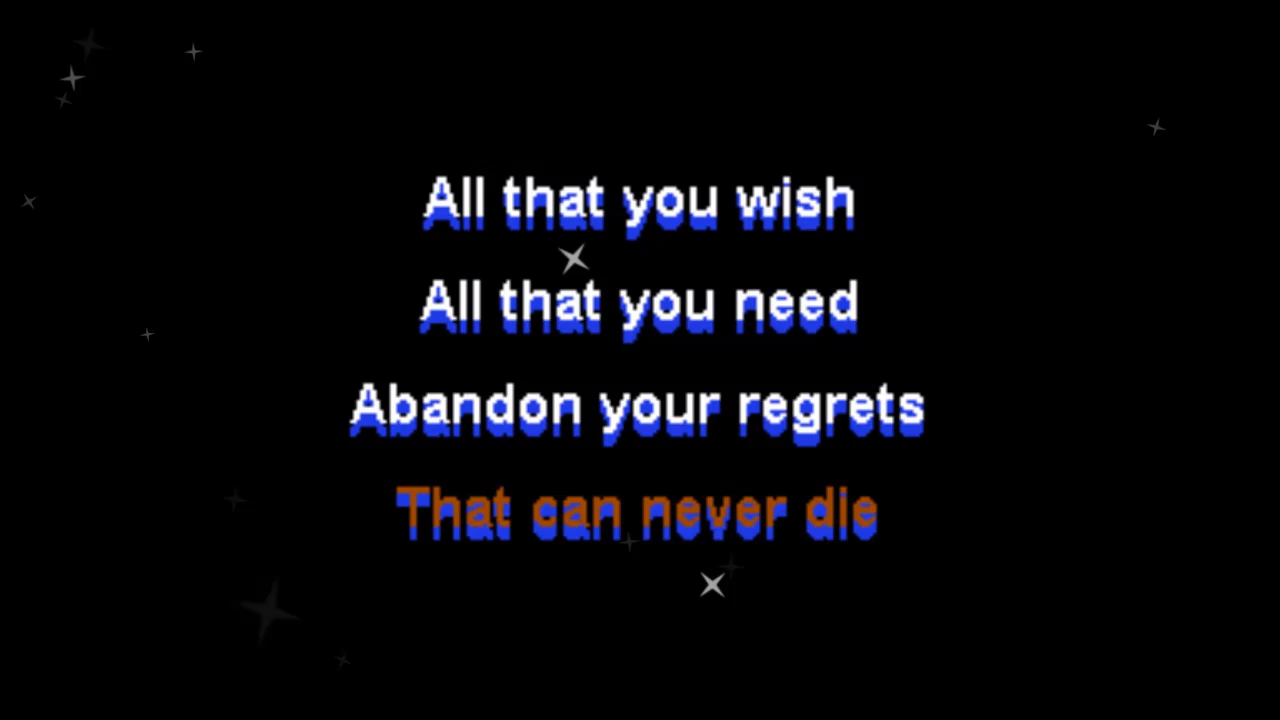 All that you wish
All that you need
Abandon your regrets
That can never die